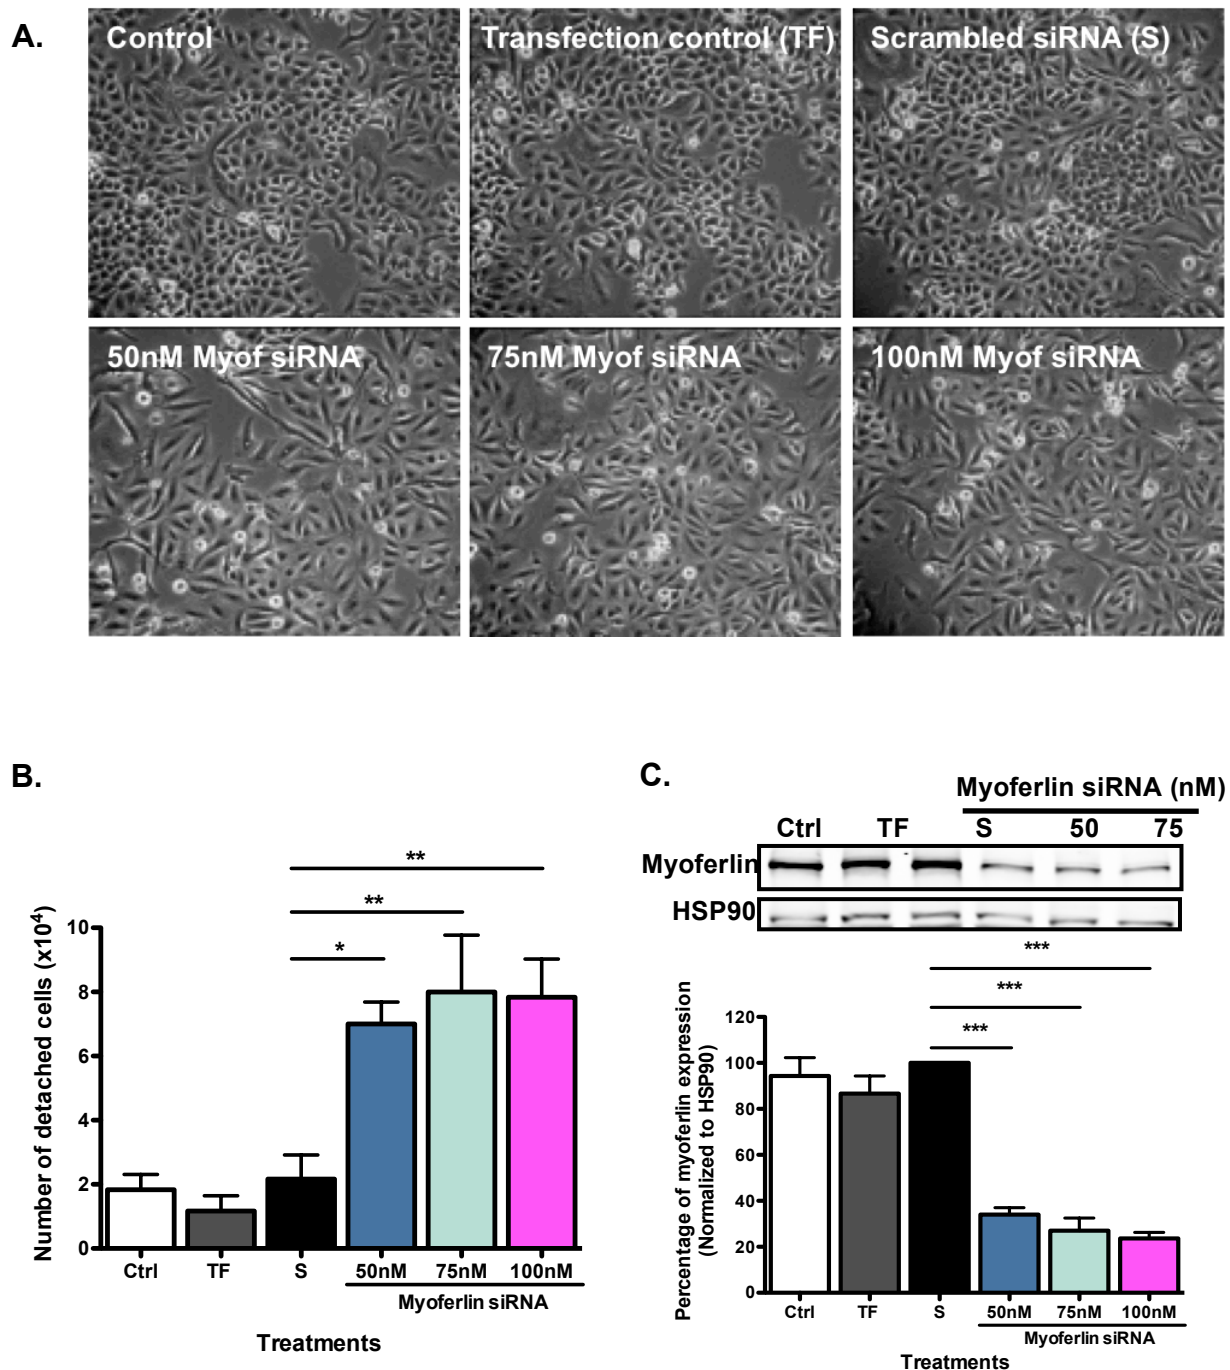 A.
Control
Transfection control (TF)
Scrambled siRNA (S)
50nM Myof siRNA
75nM Myof siRNA
100nM Myof siRNA
B.
Number of detached cells (x10⁴)
10
8
6
4
2
0
**
**
*
Ctrl TF S 50nM 75nM 100nM
Myoferlin siRNA
Treatments
C.
Myoferlin siRNA (nM)
Ctrl TF S 50 75
Myoferlin
HSP90
***
***
***
Percentage of myoferlin expression
(Normalized to HSP90)
120
100
80
60
40
20
0
Ctrl TF S 50nM 75nM 100nM
Myoferlin siRNA
Treatments